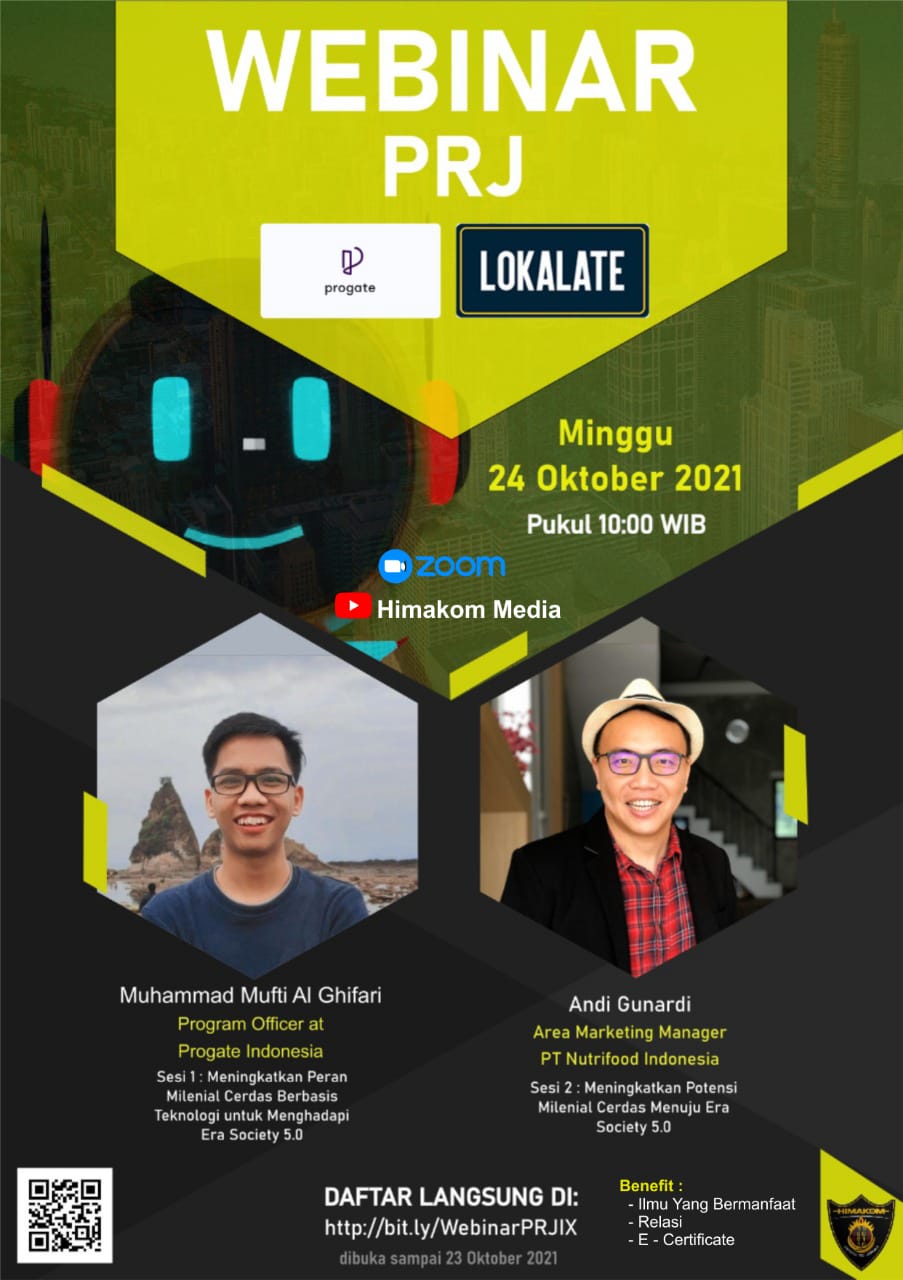 WEBINAR
PRJ
progate
LOKALATE
Minggu
24 Oktober 2021
Pukul 10:00 WIB
zoom
Himakom Media
Muhammad Mufti Al Ghifari
Program Officer at
Progate Indonesia
Sesi 1 : Meningkatkan Peran
Milenial Cerdas Berbasis
Teknologi untuk Menghadapi
Era Society 5.0
Andi Gunardi
Area Marketing Manager
PT Nutrifood Indonesia
Sesi 2 : Meningkatkan Potensi
Milenial Cerdas Menuju Era
Society 5.0
DAFTAR LANGSUNG DI:
http://bit.ly/WebinarPRJIX
dibuka sampai 23 Oktober 2021
Benefit :
- Ilmu Yang Bermanfaat
- Relasi
- E - Certificate
HIMAKOM